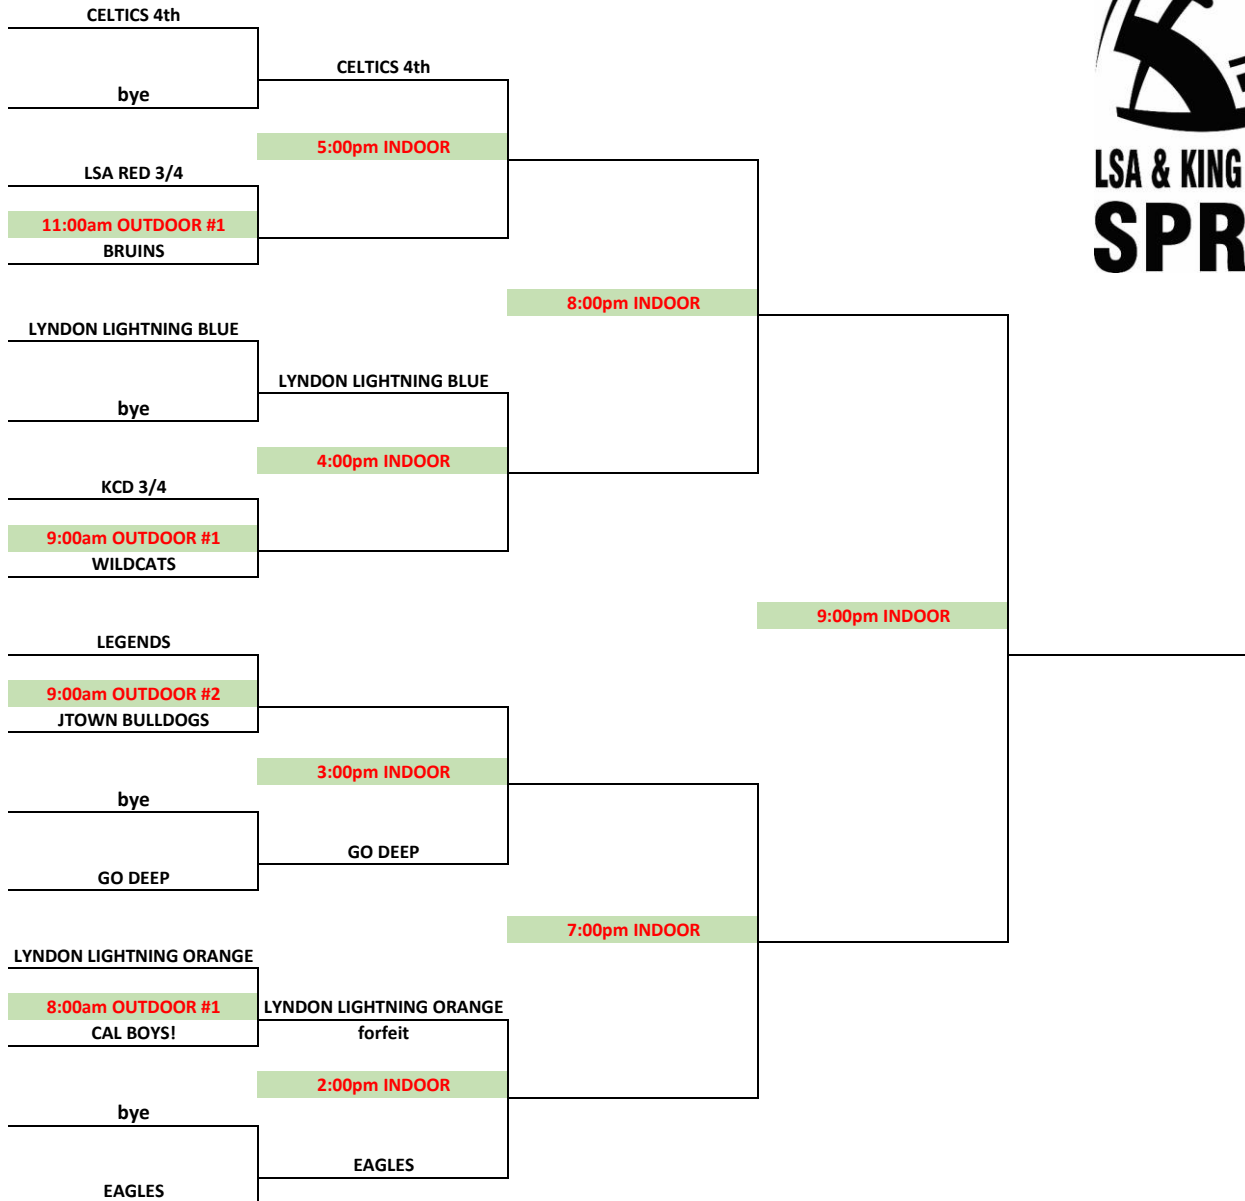 CELTICS 4th
CELTICS 4th
bye
5:00pm INDOOR
LSA RED 3/4
11:00am OUTDOOR #1
BRUINS
LSA & KING
SPR
8:00pm INDOOR
LYNDON LIGHTNING BLUE
LYNDON LIGHTNING BLUE
bye
4:00pm INDOOR
KCD 3/4
9:00am OUTDOOR #1
WILDCATS
9:00pm INDOOR
LEGENDS
9:00am OUTDOOR #2
JTOWN BULLDOGS
3:00pm INDOOR
bye
GO DEEP
GO DEEP
7:00pm INDOOR
LYNDON LIGHTNING ORANGE
8:00am OUTDOOR #1
LYNDON LIGHTNING ORANGE
CAL BOYS!
forfeit
2:00pm INDOOR
bye
EAGLES
EAGLES